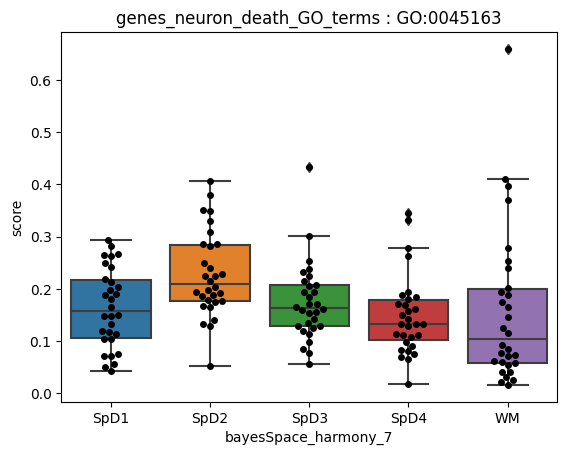 genes_neuron_death_GO_terms : GO:0045163
score
0.6
0.5
0.4
0.3
0.2
0.1
0.0
SpD1 SpD2 SpD3 SpD4 WM
bayesSpace_harmony_7